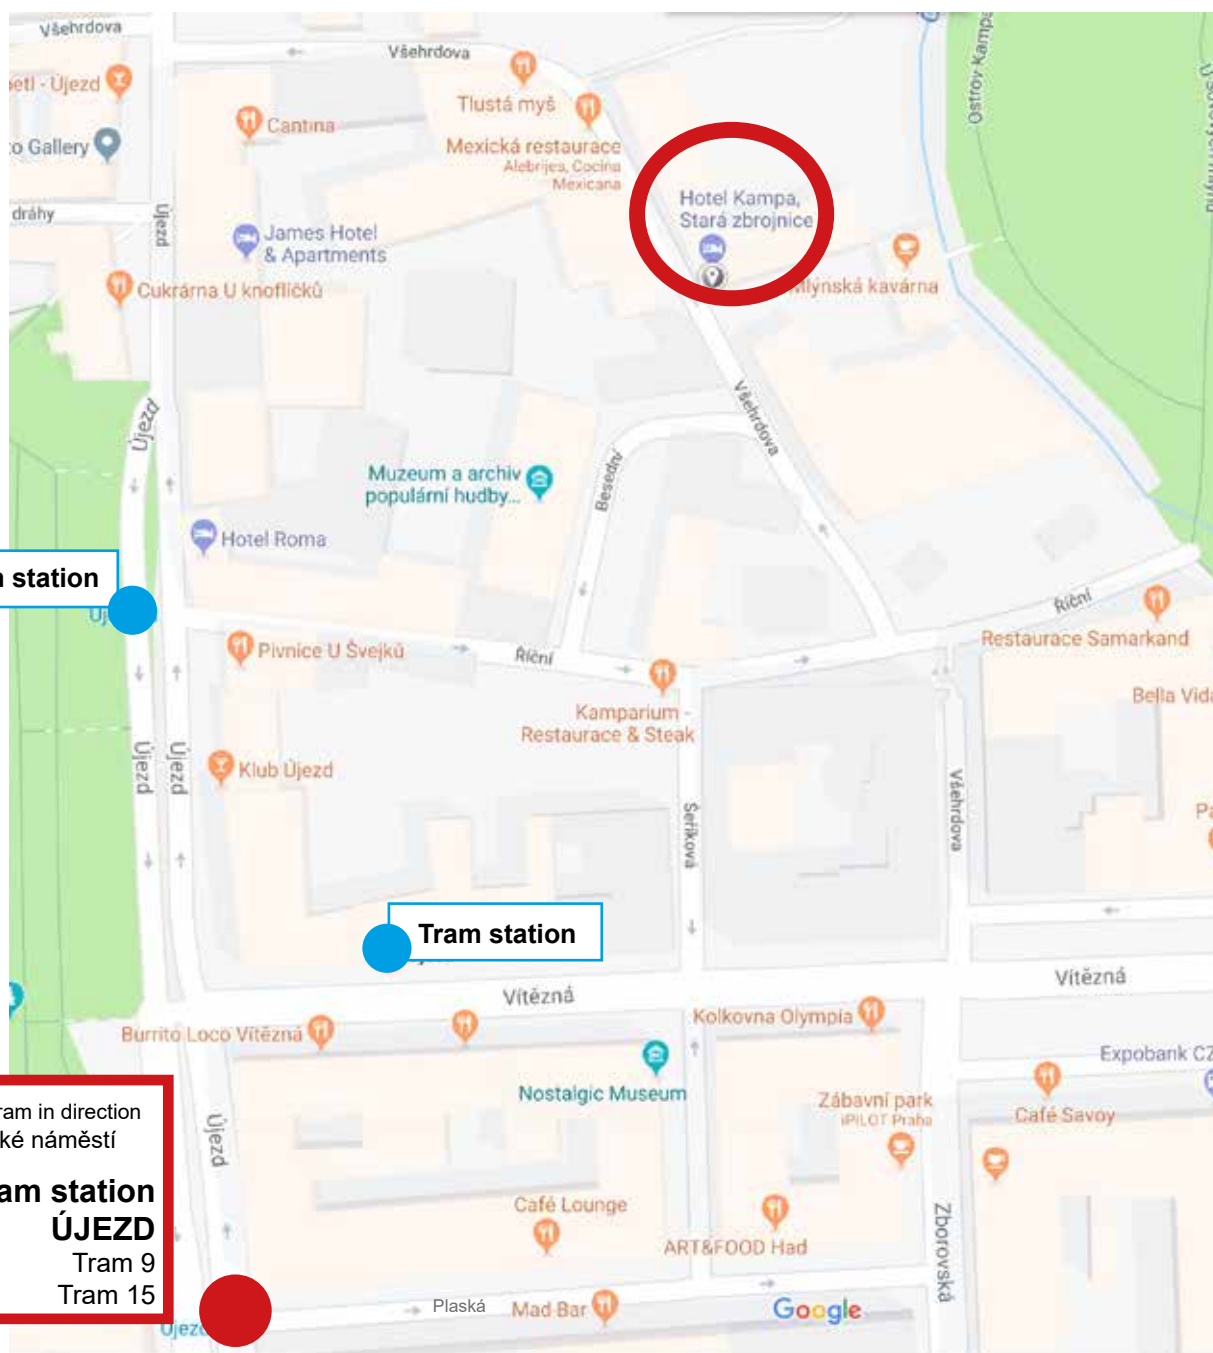 Všehrdova
Všehrdova
Ostrov Kampa
Tlustá myš
Újezd
Cantina
Mexická restaurace
Alebrijes, Cocina
Mexicana
Gallery
Hotel Kampa,
Stará zbrojnice
dráhy
Újezd
James Hotel
& Apartments
Cukrárna U knoflíčků
Mlýnská kavárna
Všehrdova
Újezd
Muzeum a archiv
populární hudby...
Besední
Hotel Roma
station
Říční
Pivnice U Švejků
Říční
Restaurace Samarkand
Bella Vida
Kamparium -
Restaurace & Steak
Újezd
Újezd
Klub Újezd
Šeříková
Všehrdova
Tram station
Vítězná
Vítězná
Burrito Loco Vítězná
Kolkovna Olympia
Expobank CZ
Nostalgic Museum
Zábavní park
iPILOT Praha
Café Savoy
Újezd
ram in direction
ké náměstí
am station
ÚJEZD
Tram 9
Tram 15
Café Lounge
ART&FOOD Had
Zborovská
Plaská
Mad Bar
Google
Újezd